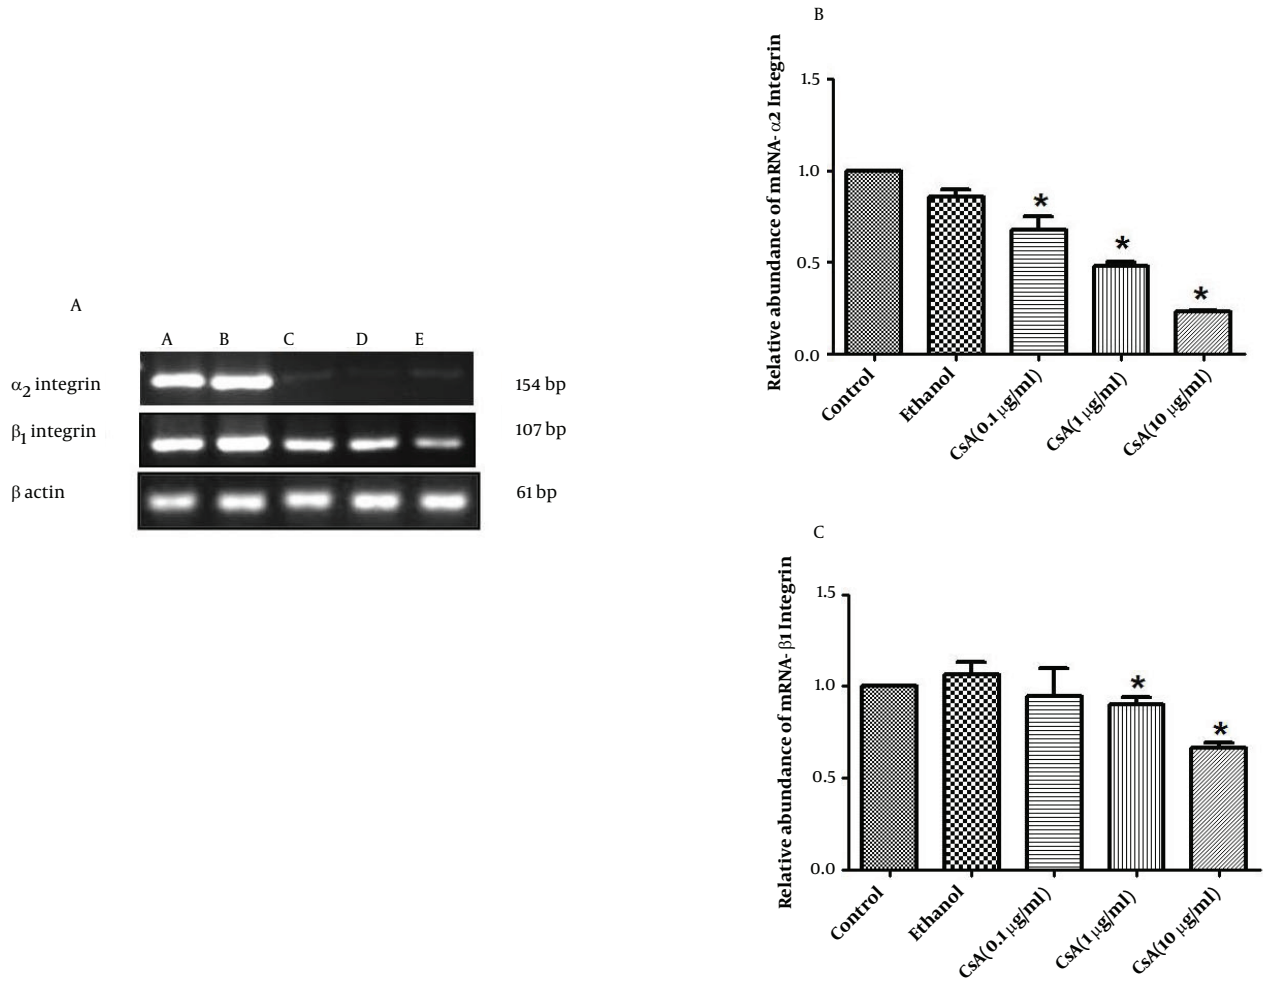 A
A B C D E
α2 integrin 154 bp
β1 integrin 107 bp
β actin 61 bp
B
Relative abundance of mRNA- α2 Integrin
1.5
1.0
0.5
0.0
* * *
Control Ethanol CsA(0.1 μg/ml) CsA(1 μg/ml) CsA(10 μg/ml)
C
Relative abundance of mRNA- β1 Integrin
1.5
1.0
0.5
0.0
* *
Control Ethanol CsA(0.1 μg/ml) CsA(1 μg/ml) CsA(10 μg/ml)